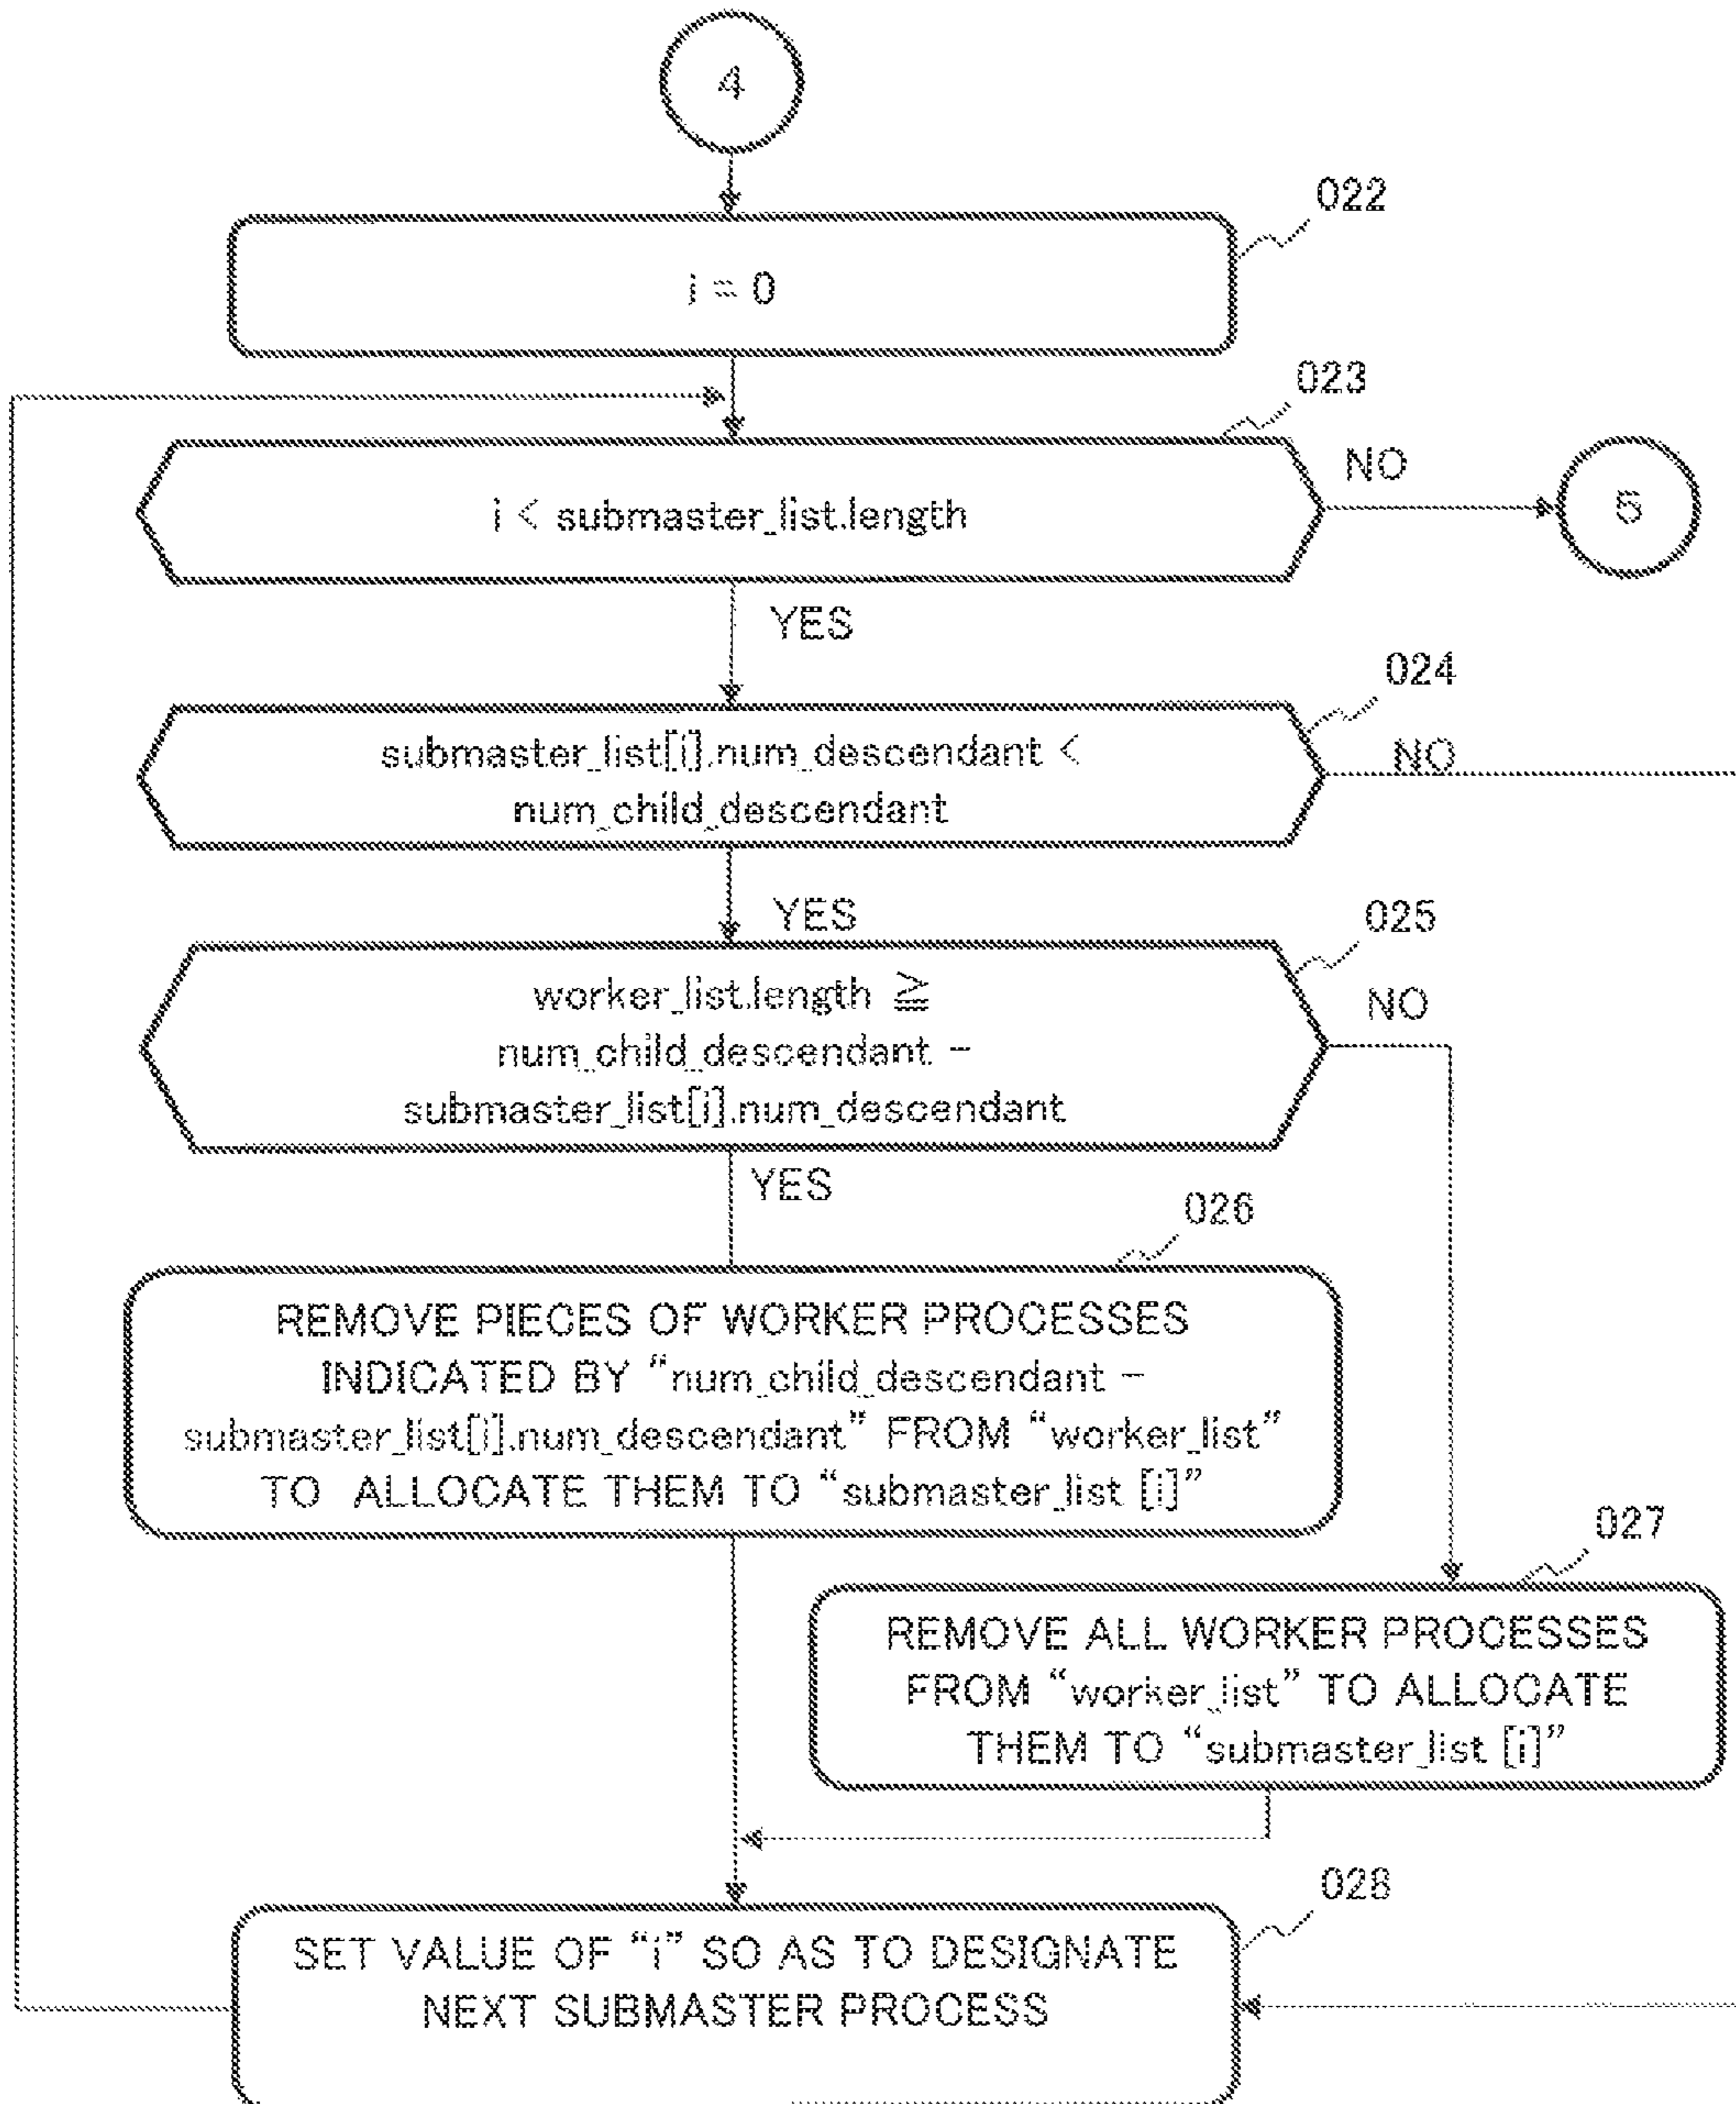 4
022
i = 0
023
i < submaster_list.length
NO
5
YES
024
submaster_list[i].num_descendant <
num_child_descendant
NO
YES
025
worker_list.length ≧
num_child_descendant −
submaster_list[i].num_descendant
NO
YES
026
REMOVE PIECES OF WORKER PROCESSES
INDICATED BY “num_child_descendant −
submaster_list[i].num_descendant” FROM “worker_list”
TO ALLOCATE THEM TO “submaster_list [i]”
027
REMOVE ALL WORKER PROCESSES
FROM “worker_list” TO ALLOCATE
THEM TO “submaster_list [i]”
028
SET VALUE OF “i” SO AS TO DESIGNATE
NEXT SUBMASTER PROCESS